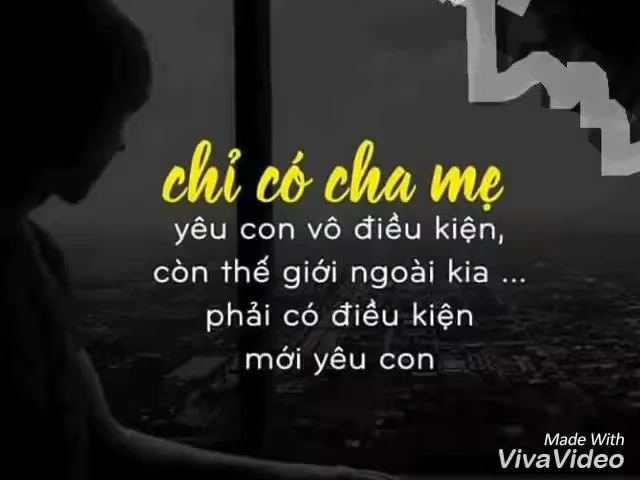 chỉ có cha mẹ
yêu con vô điều kiện,
còn thế giới ngoài kia ...
phải có điều kiện
mới yêu con
Made With
VivaVideo